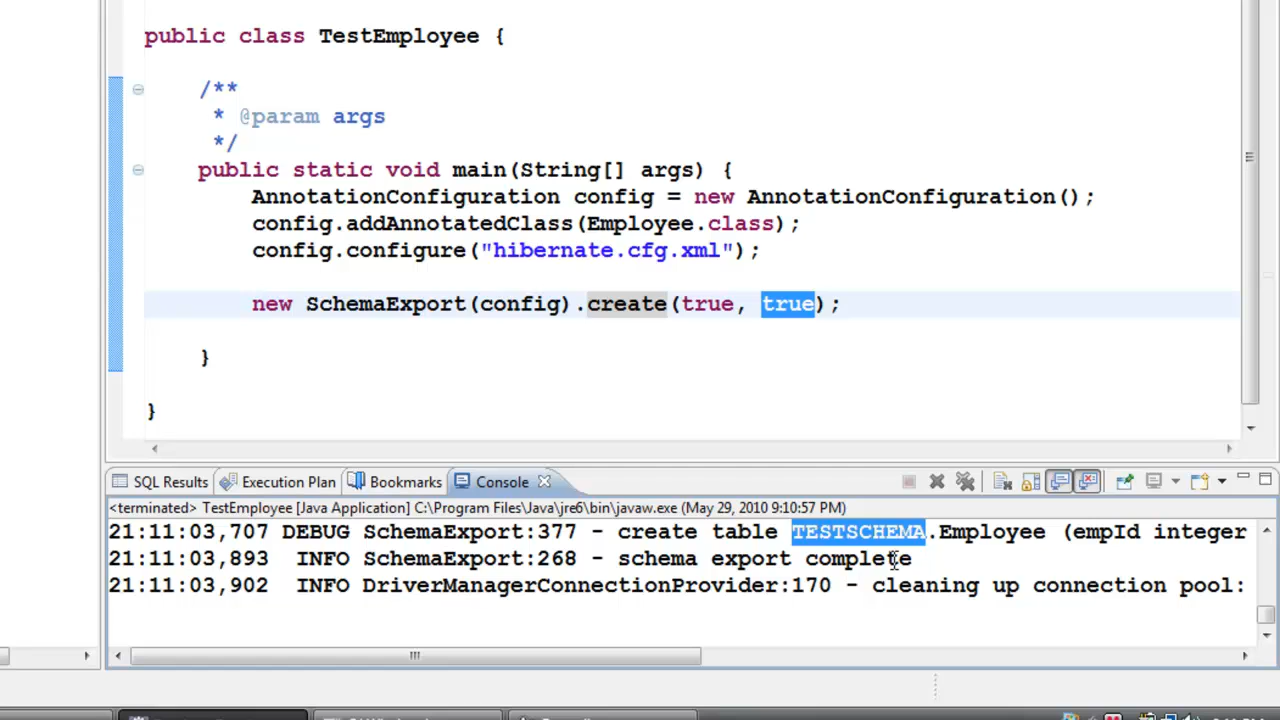 public class TestEmployee {
/**
* @param args
*/
public static void main(String[] args) {
AnnotationConfiguration config = new AnnotationConfiguration();
config.addAnnotatedClass(Employee.class);
config.configure("hibernate.cfg.xml");
new SchemaExport(config).create(true, true);
}
}
SQL Results Execution Plan Bookmarks Console
<terminated> TestEmployee [Java Application] C:\Program Files\Java\jre6\bin\javaw.exe (May 29, 2010 9:10:57 PM)
21:11:03,707 DEBUG SchemaExport:377 - create table TESTSCHEMA.Employee (empId integer
21:11:03,893 INFO SchemaExport:268 - schema export complete
21:11:03,902 INFO DriverManagerConnectionProvider:170 - cleaning up connection pool: